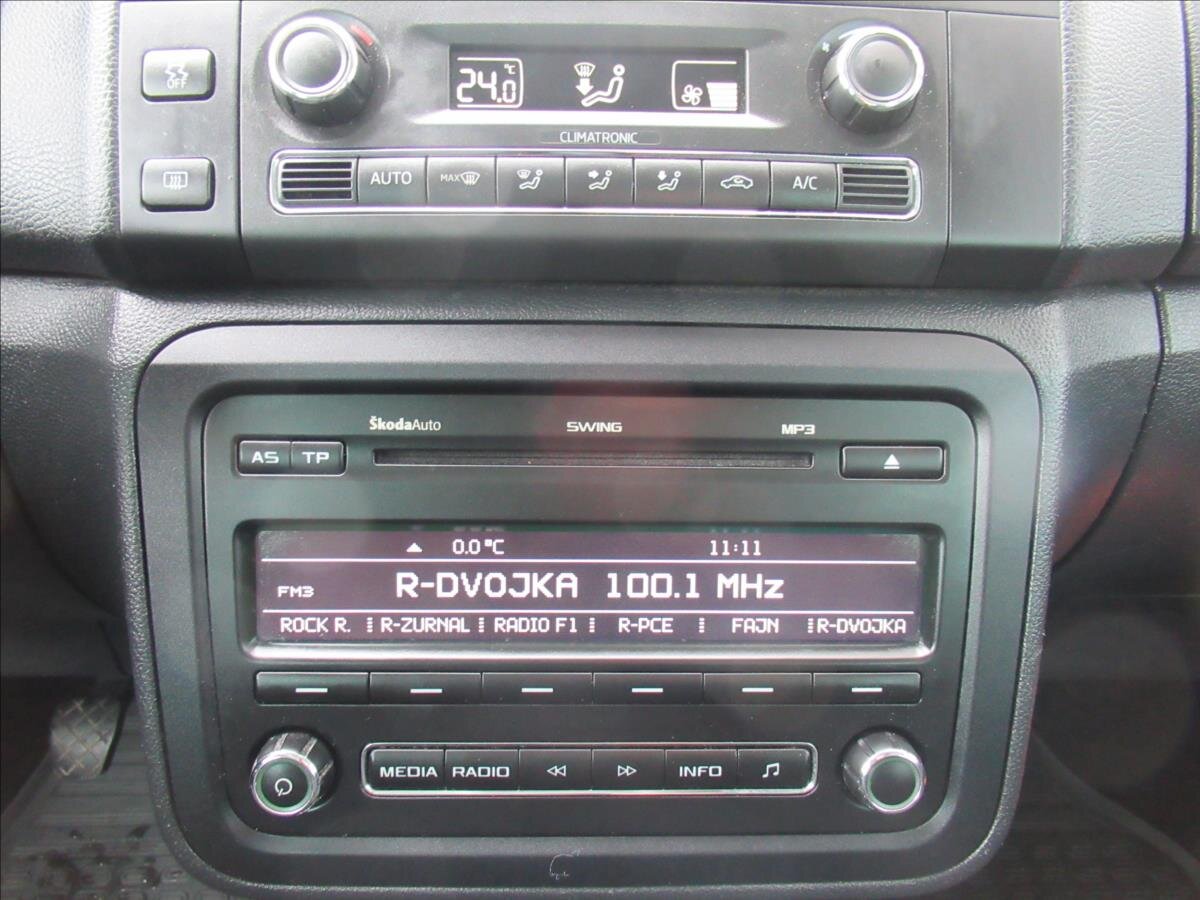 OFF
24.0 °C
CLIMATRONIC
AUTO MAX A/C
ŠkodaAuto SWING MP3
AS TP
0.0 °C 11:11
FM3 R-DVOJKA 100.1 MHz
ROCK R. R-ZURNAL RADIO F1 R-PCE FAJN R-DVOJKA
MEDIA RADIO INFO